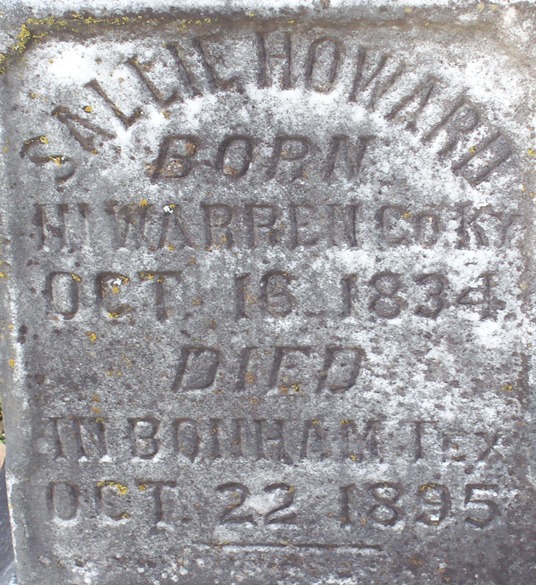 SALLIE HOWARD
BORN
IN WARREN CO KY
OCT. 16 1834
DIED
IN BONHAM TEX
OCT. 22 1895